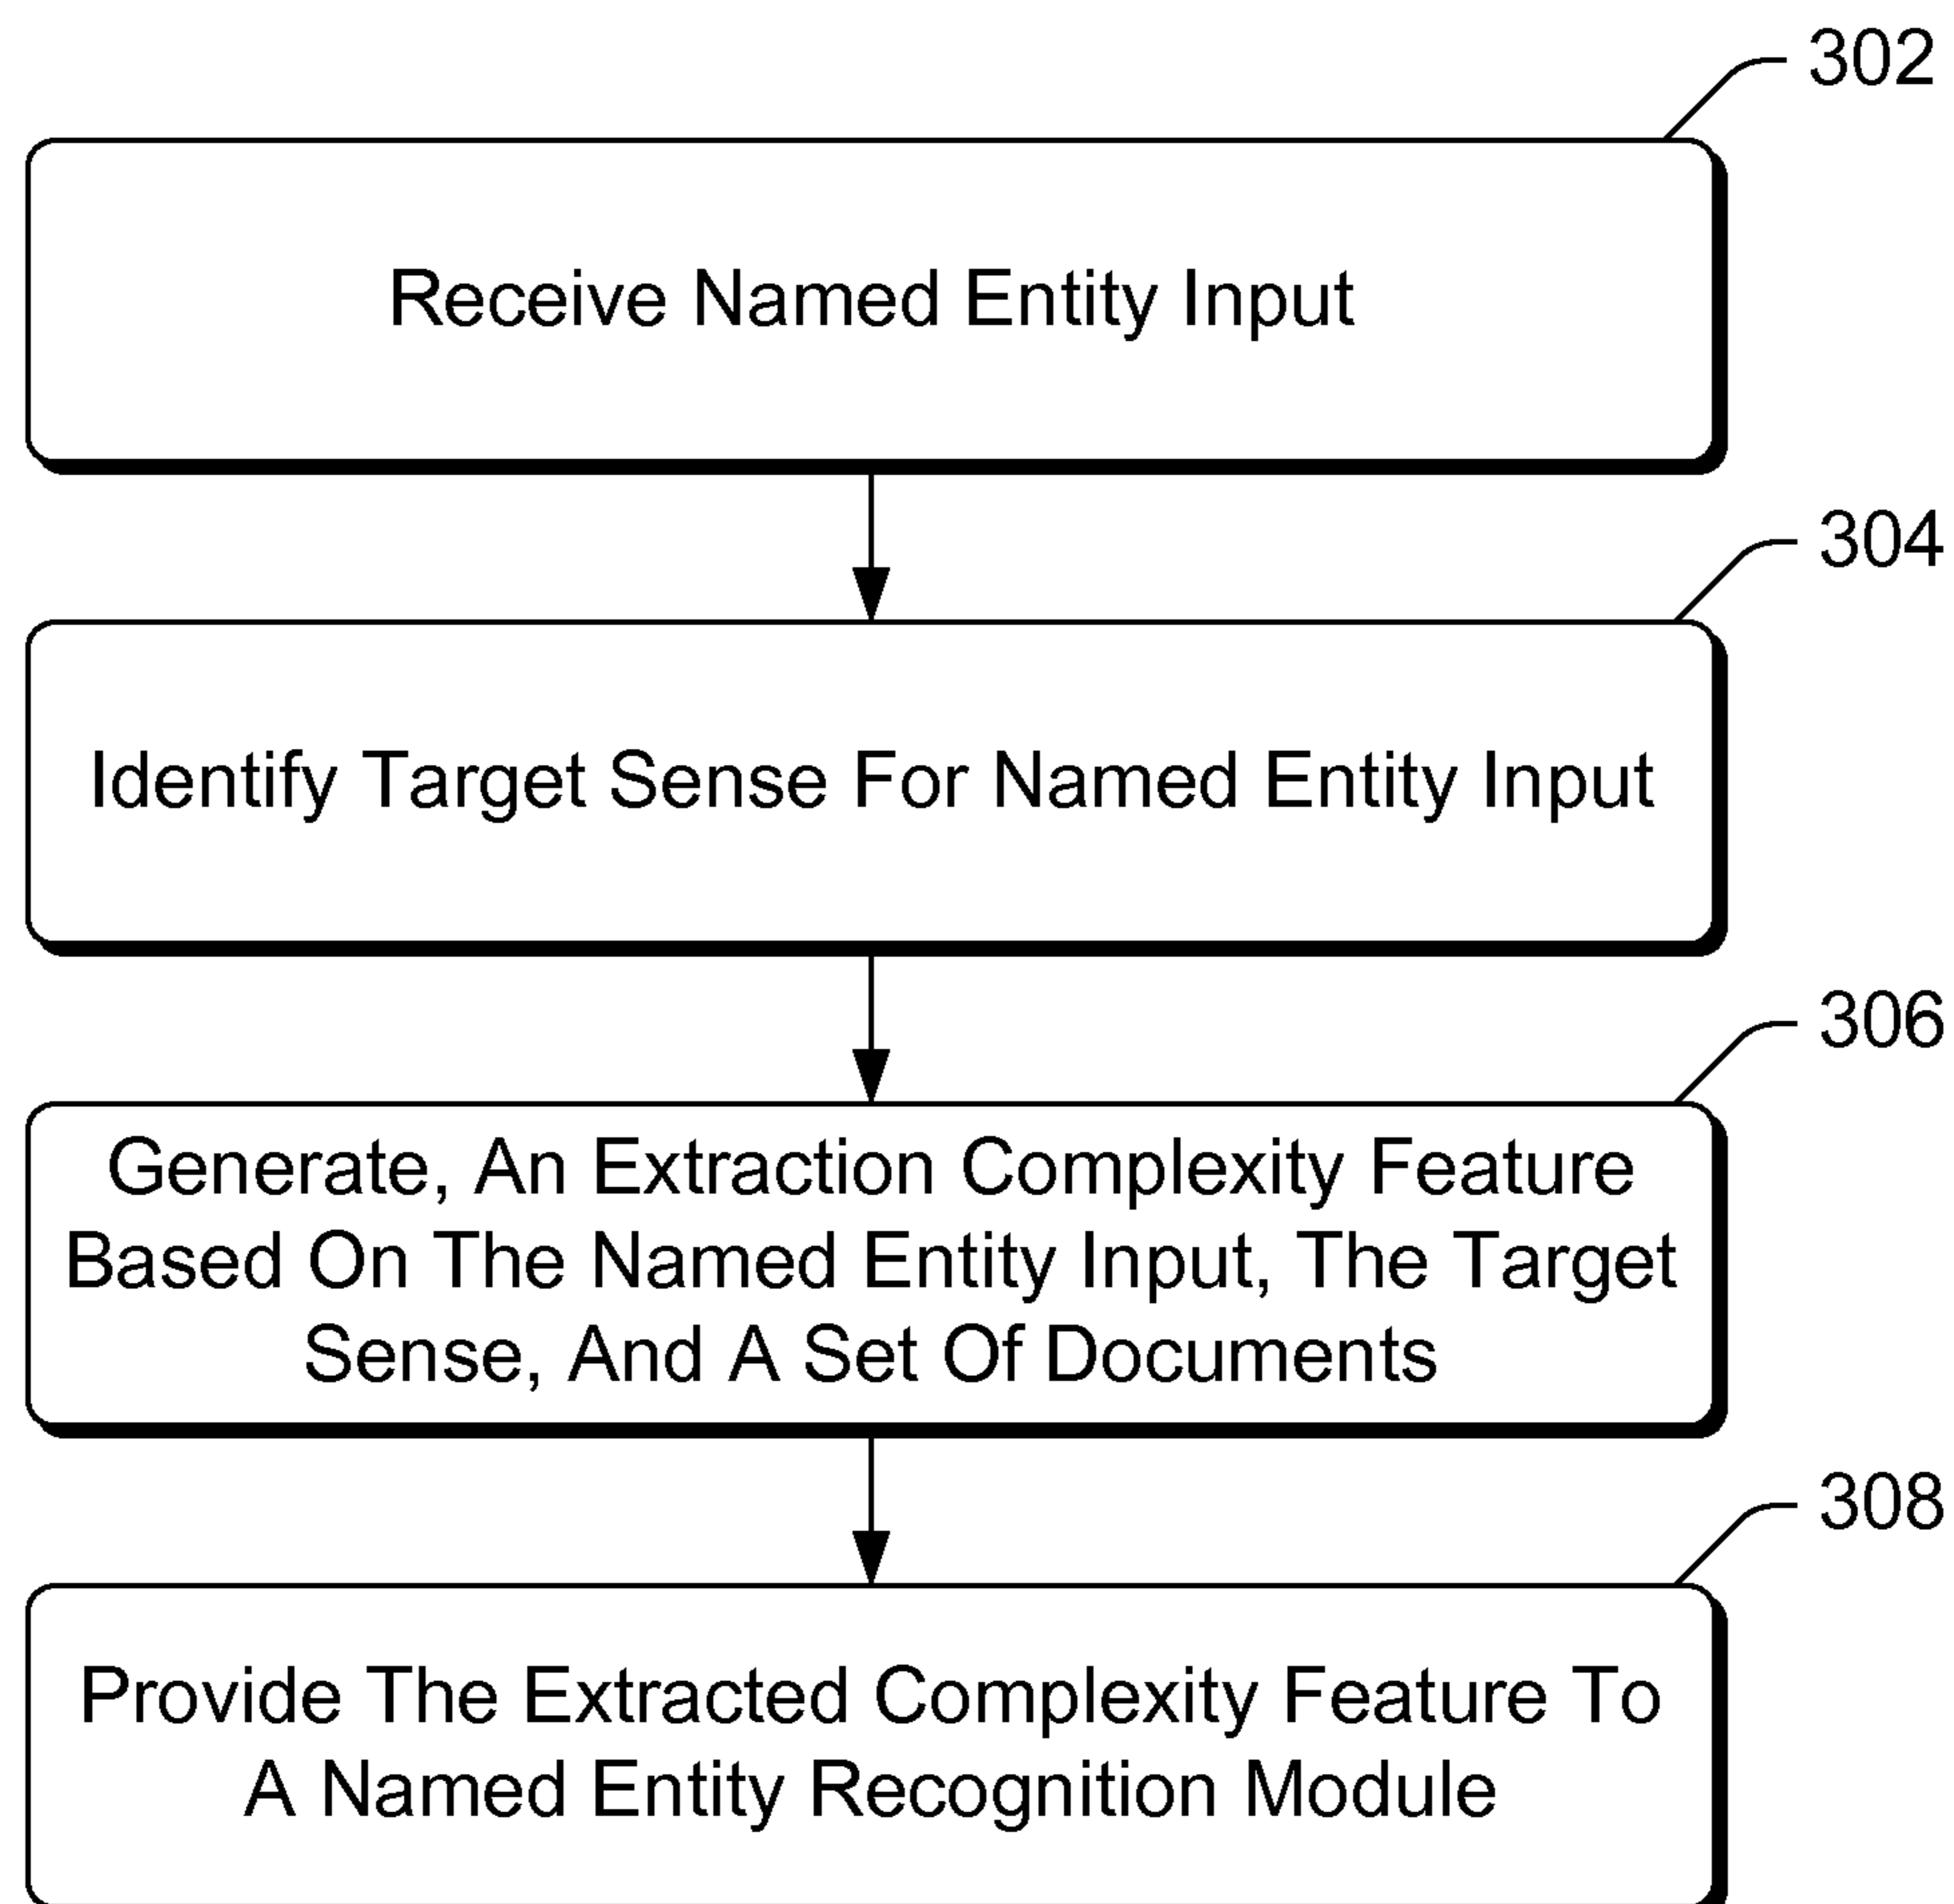 302
Receive Named Entity Input
304
Identify Target Sense For Named Entity Input
306
Generate, An Extraction Complexity Feature
Based On The Named Entity Input, The Target
Sense, And A Set Of Documents
308
Provide The Extracted Complexity Feature To
A Named Entity Recognition Module